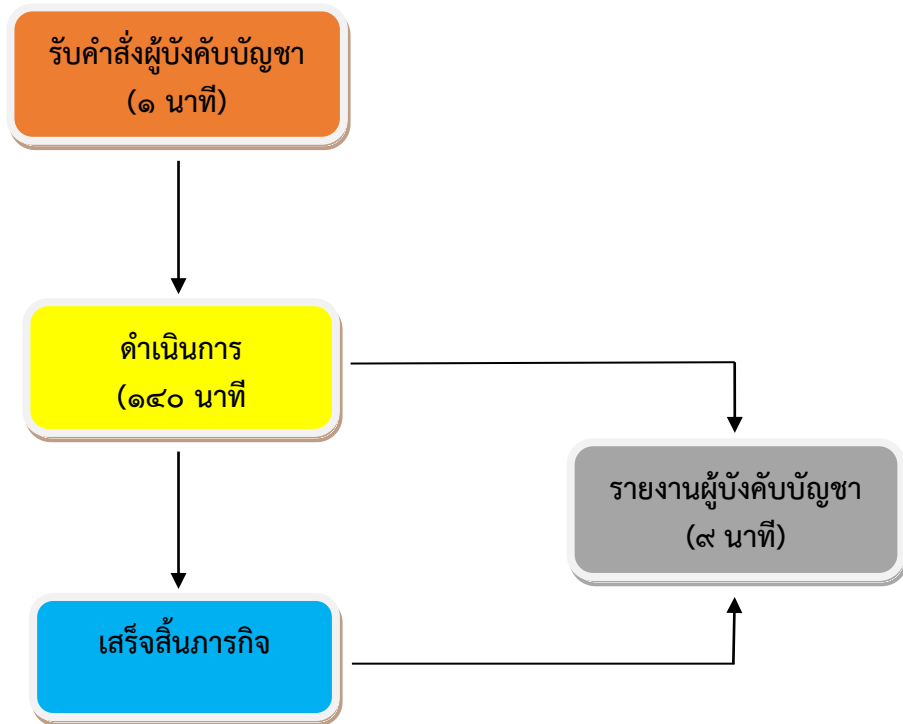 รับคำสั่งผู้บังคับบัญชา
(๑ นาที)
ดำเนินการ
(๑๔๐ นาที
รายงานผู้บังคับบัญชา
(๙ นาที)
เสร็จสิ้นภารกิจ